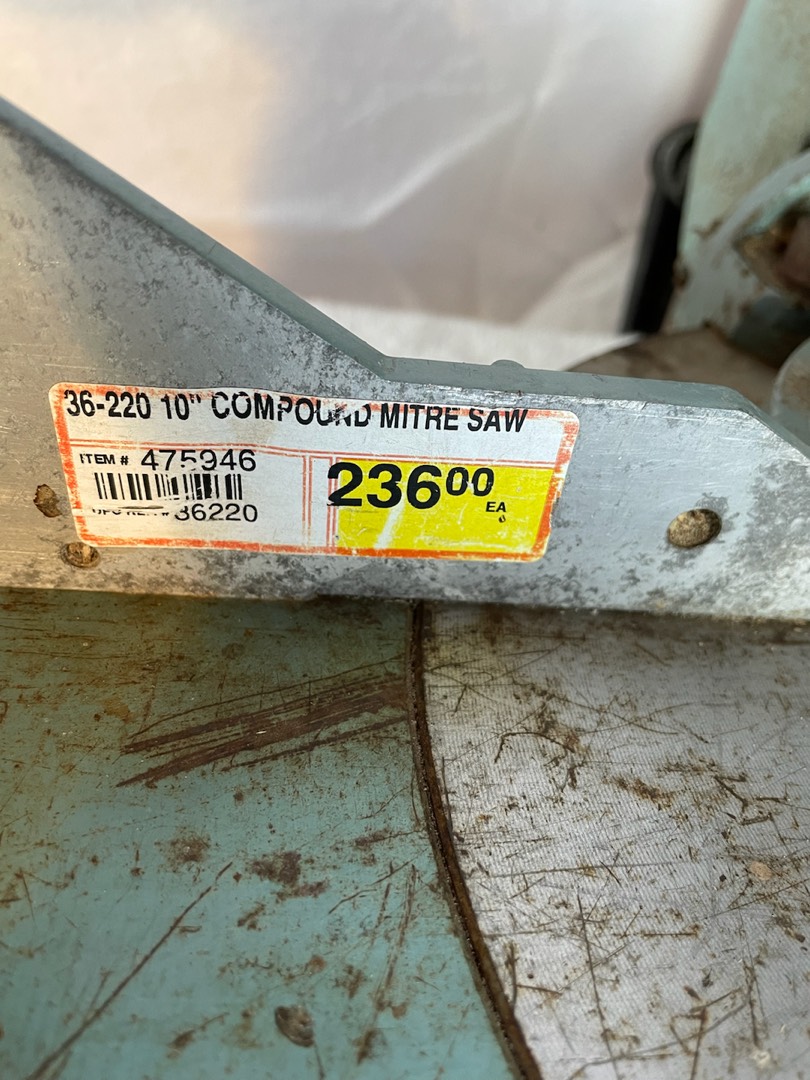 36-220 10" COMPOUND MITRE SAW
ITEM # 475946
23600
EA
36220